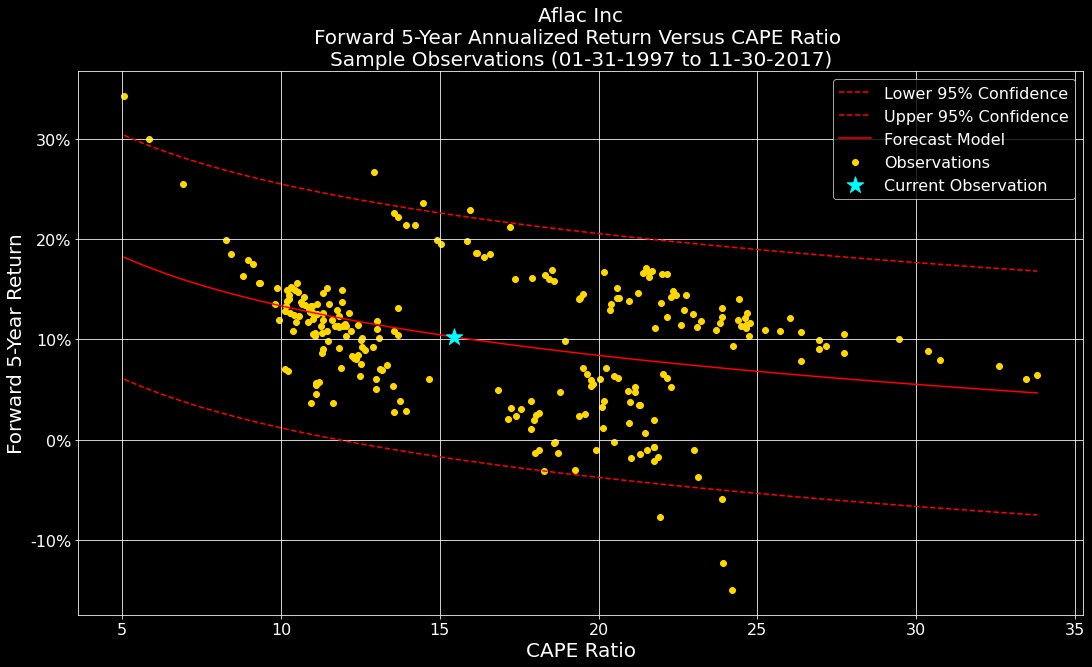 Aflac Inc
Forward 5-Year Annualized Return Versus CAPE Ratio
Sample Observations (01-31-1997 to 11-30-2017)
Lower 95% Confidence
Upper 95% Confidence
Forecast Model
Observations
Current Observation
Forward 5-Year Return
30%
20%
10%
0%
-10%
5 10 15 20 25 30 35
CAPE Ratio